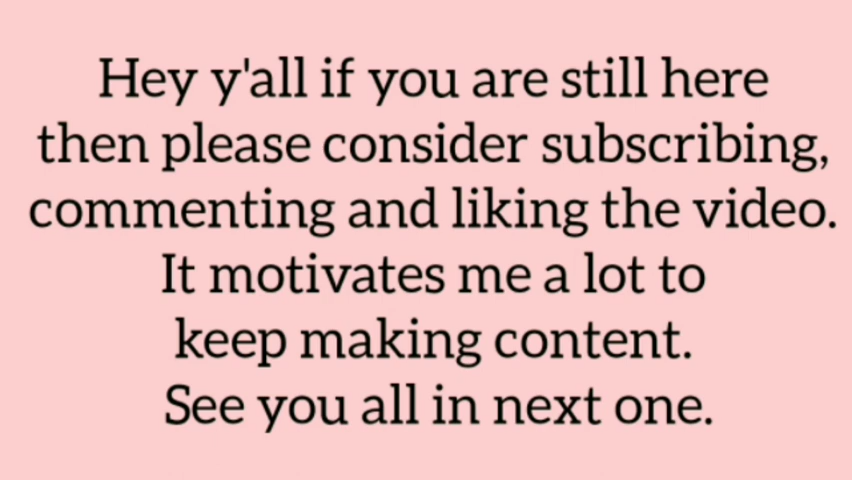 Hey y'all if you are still here
then please consider subscribing,
commenting and liking the video.
It motivates me a lot to
keep making content.
See you all in next one.